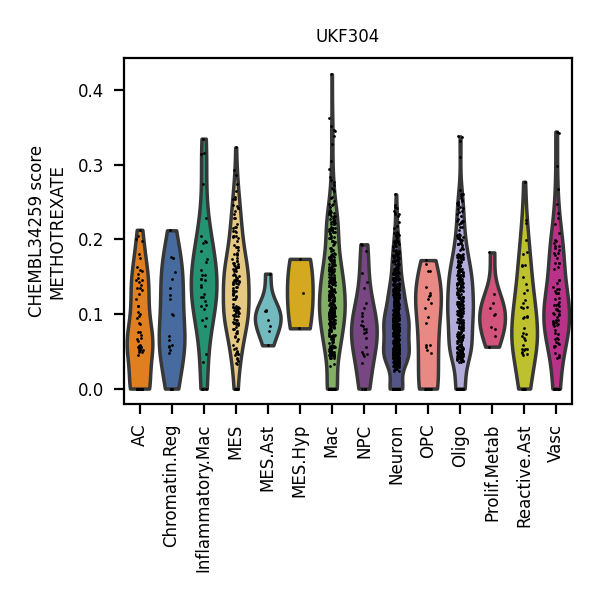 UKF304
CHEMBL34259 score
METHOTREXATE
0.4
0.3
0.2
0.1
0.0
AC
Chromatin.Reg
Inflammatory.Mac
MES
MES.Ast
MES.Hyp
Mac
NPC
Neuron
OPC
Oligo
Prolif.Metab
Reactive.Ast
Vasc